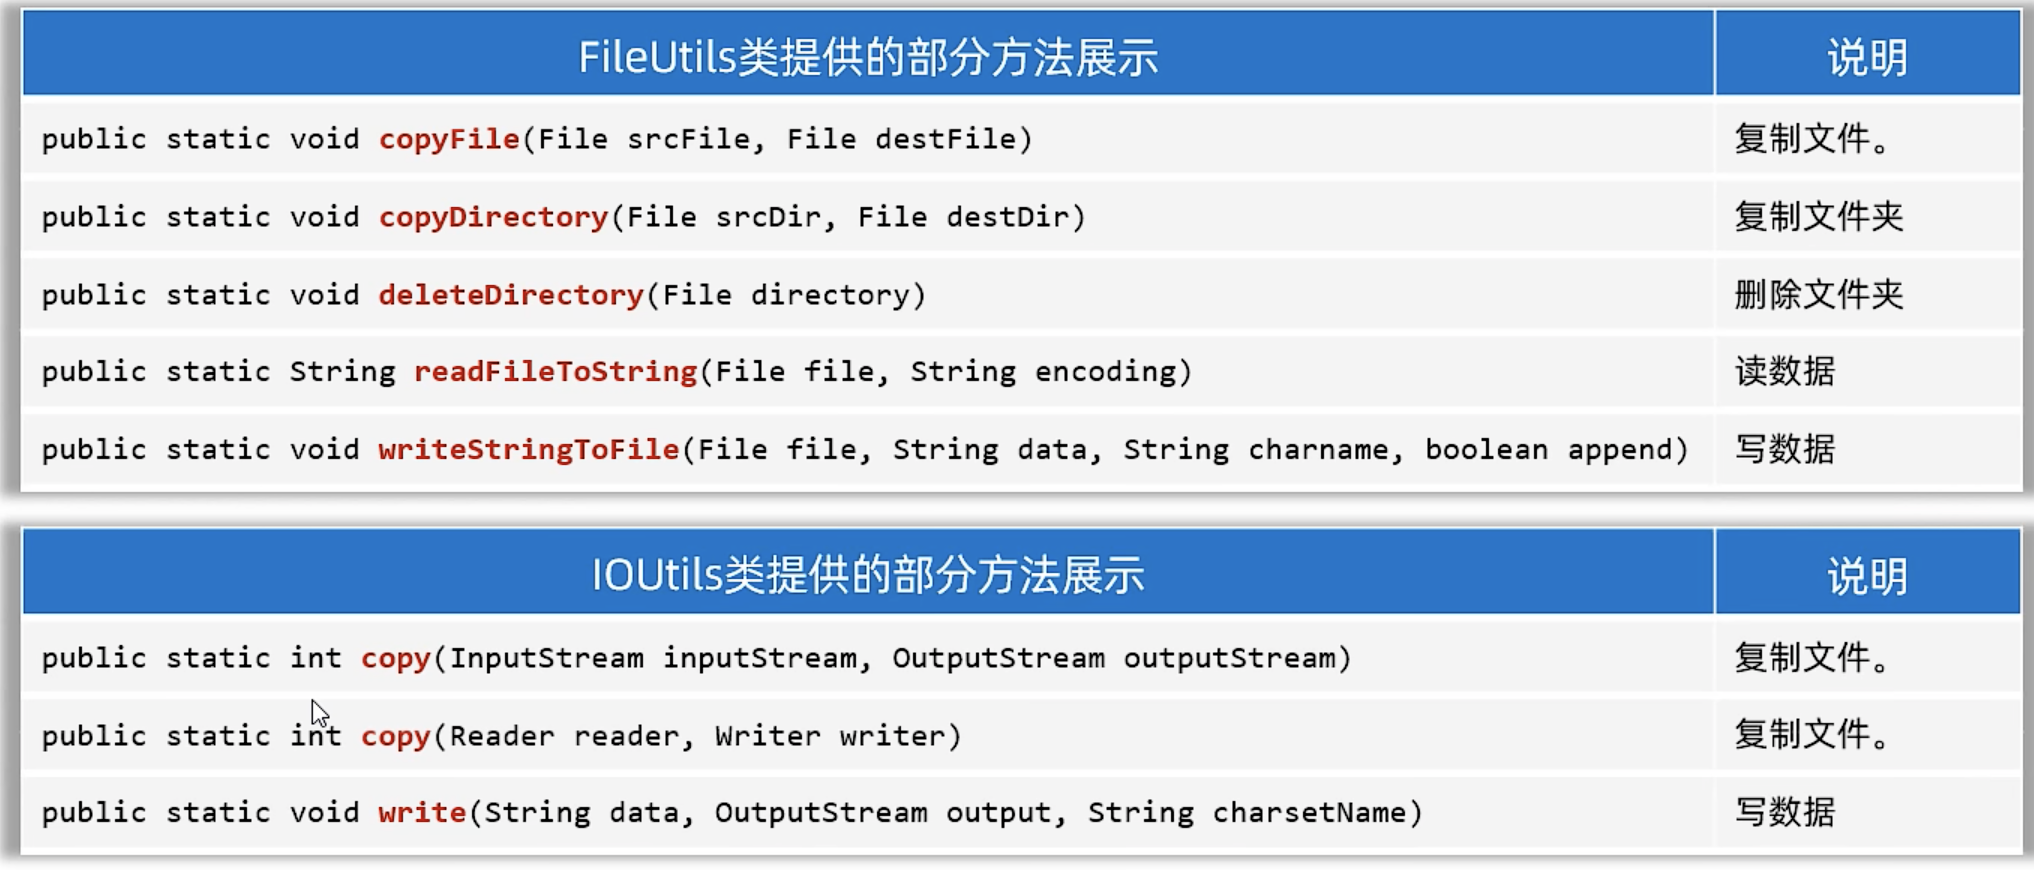 FileUtils类提供的部分方法展示 说明
public static void copyFile(File srcFile, File destFile) 复制文件。
public static void copyDirectory(File srcDir, File destDir) 复制文件夹
public static void deleteDirectory(File directory) 删除文件夹
public static String readFileToString(File file, String encoding) 读数据
public static void writeStringToFile(File file, String data, String charname, boolean append) 写数据
IOUtils类提供的部分方法展示 说明
public static int copy(InputStream inputStream, OutputStream outputStream) 复制文件。
public static int copy(Reader reader, Writer writer) 复制文件。
public static void write(String data, OutputStream output, String charsetName) 写数据